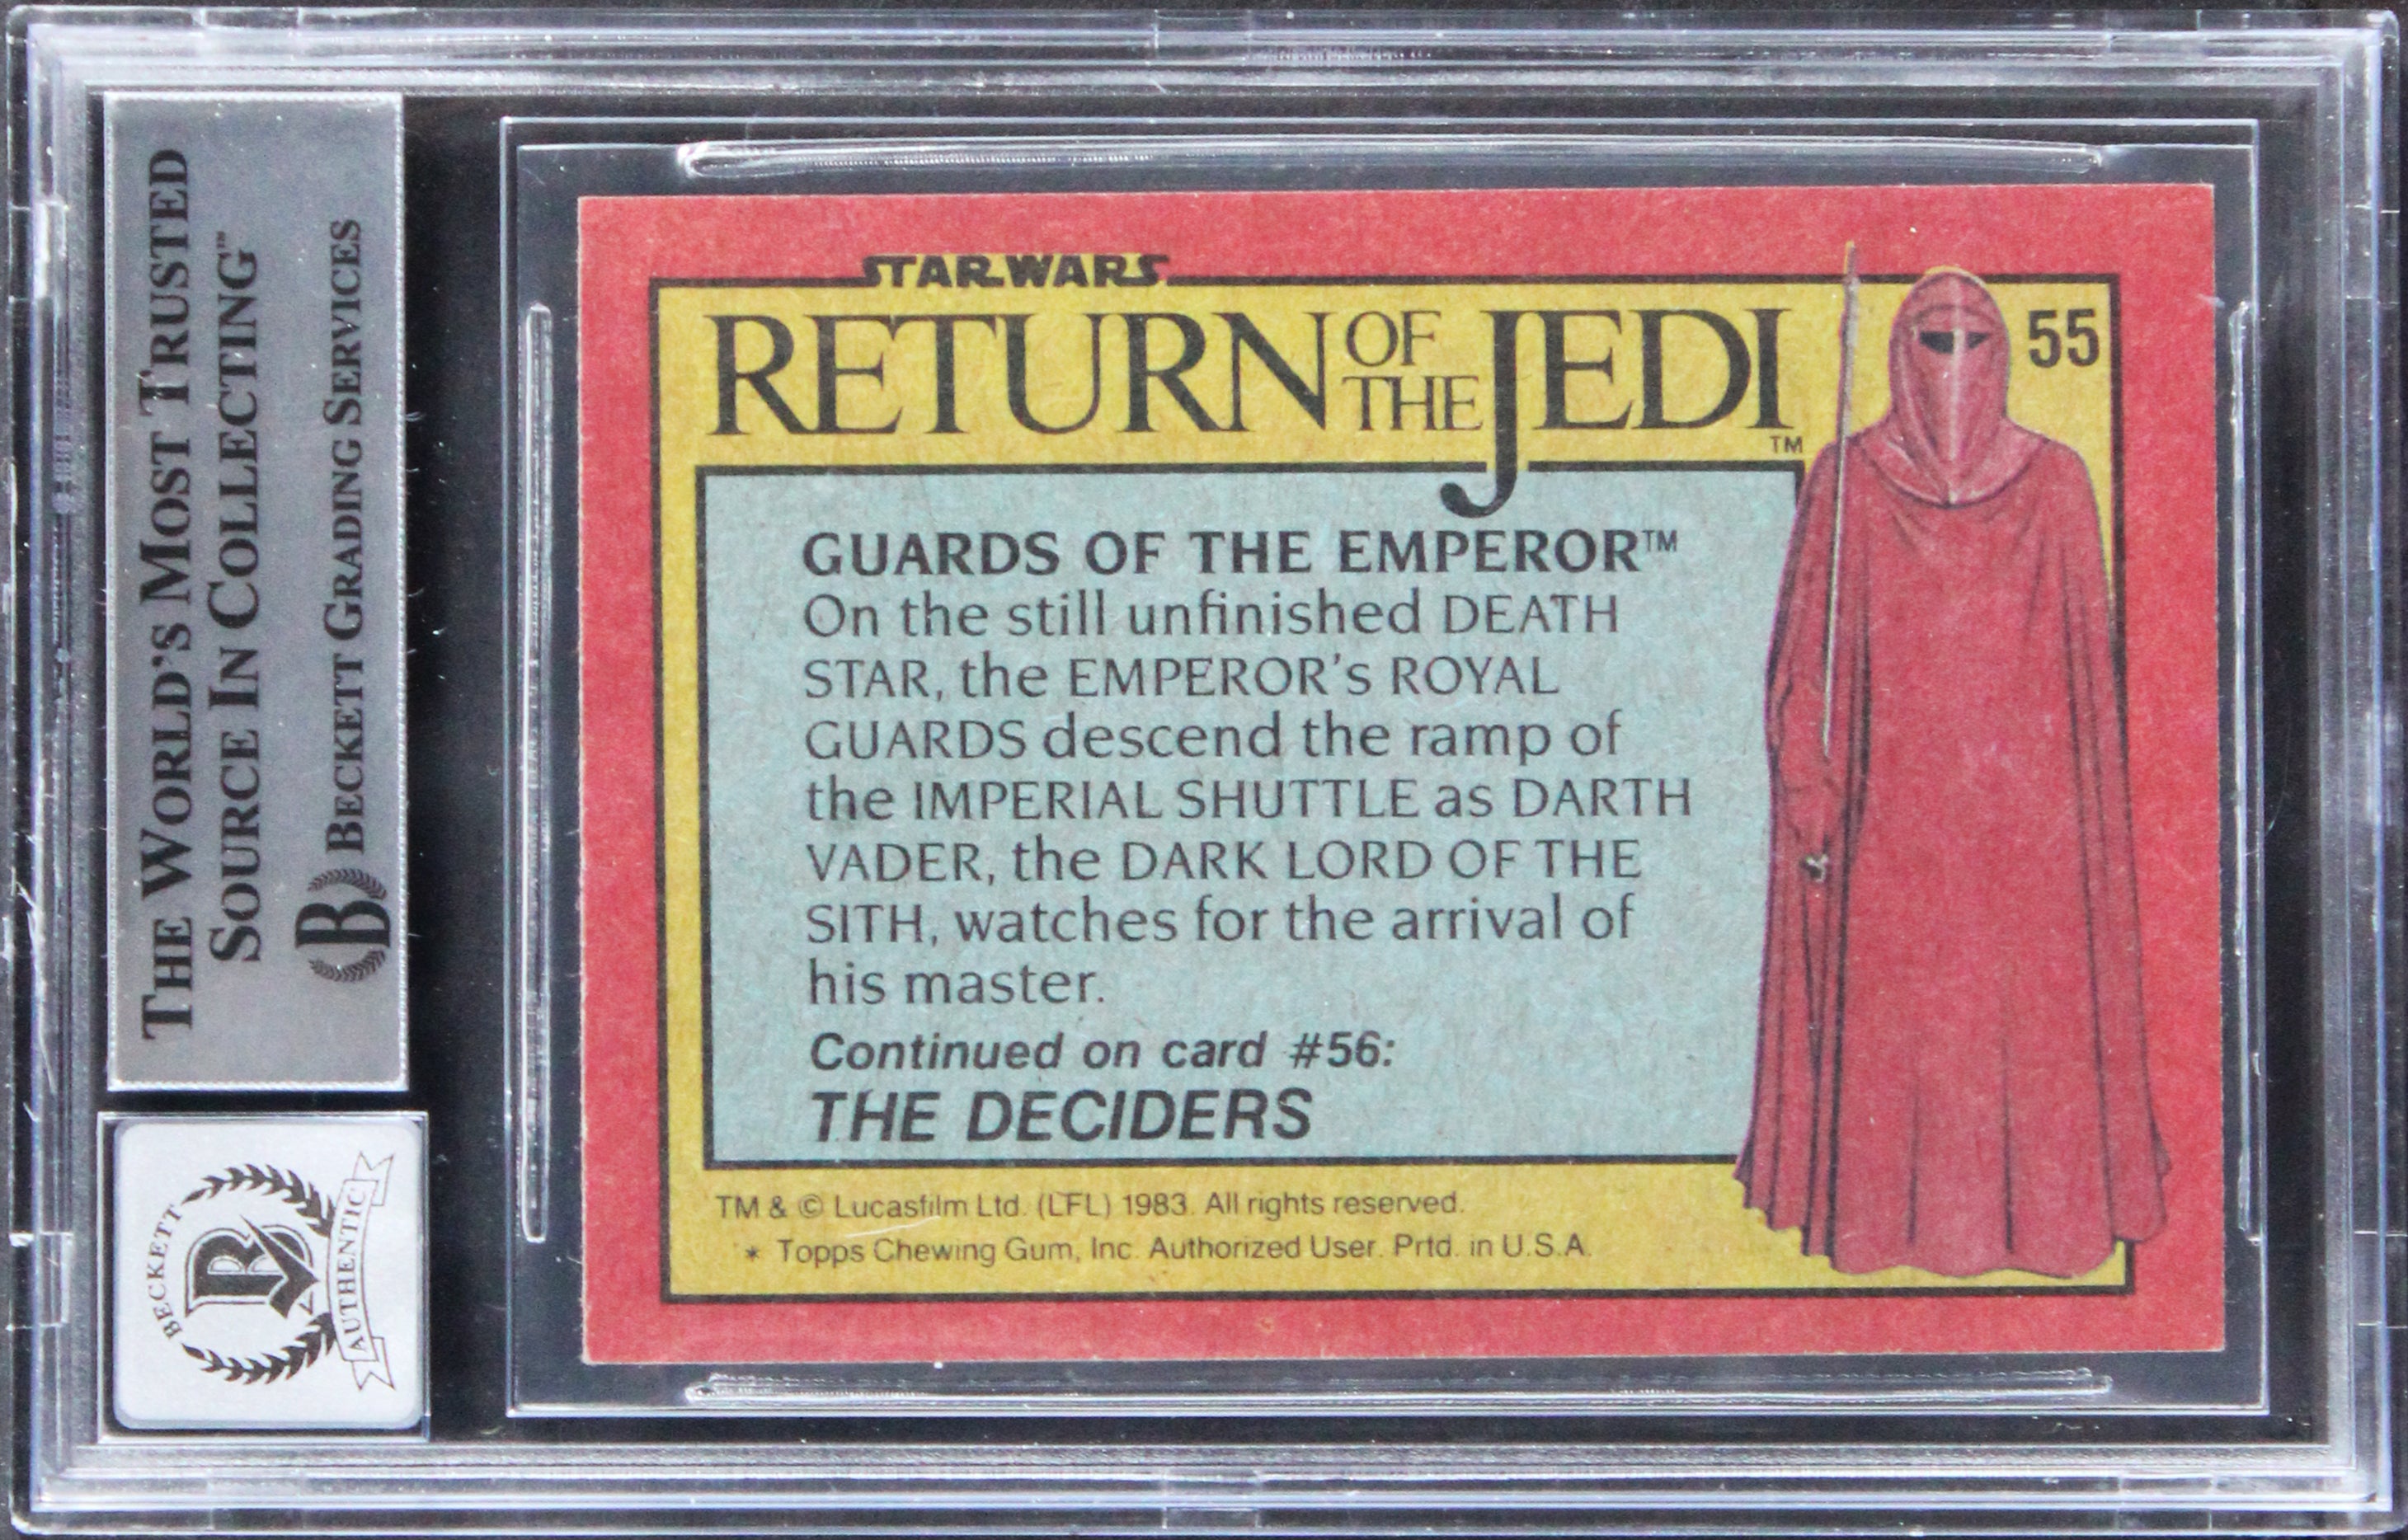 THE WORLD'S MOST TRUSTED
SOURCE IN COLLECTING™
B BECKETT GRADING SERVICES
BECKETT
B
AUTHENTIC
STAR WARS
RETURN OF THE JEDI™
55
GUARDS OF THE EMPEROR™
On the still unfinished DEATH
STAR, the EMPEROR's ROYAL
GUARDS descend the ramp of
the IMPERIAL SHUTTLE as DARTH
VADER, the DARK LORD OF THE
SITH, watches for the arrival of
his master.
Continued on card #56:
THE DECIDERS
TM & © Lucasfilm Ltd. (LFL) 1983. All rights reserved.
* Topps Chewing Gum, Inc. Authorized User. Prtd. in U.S.A.